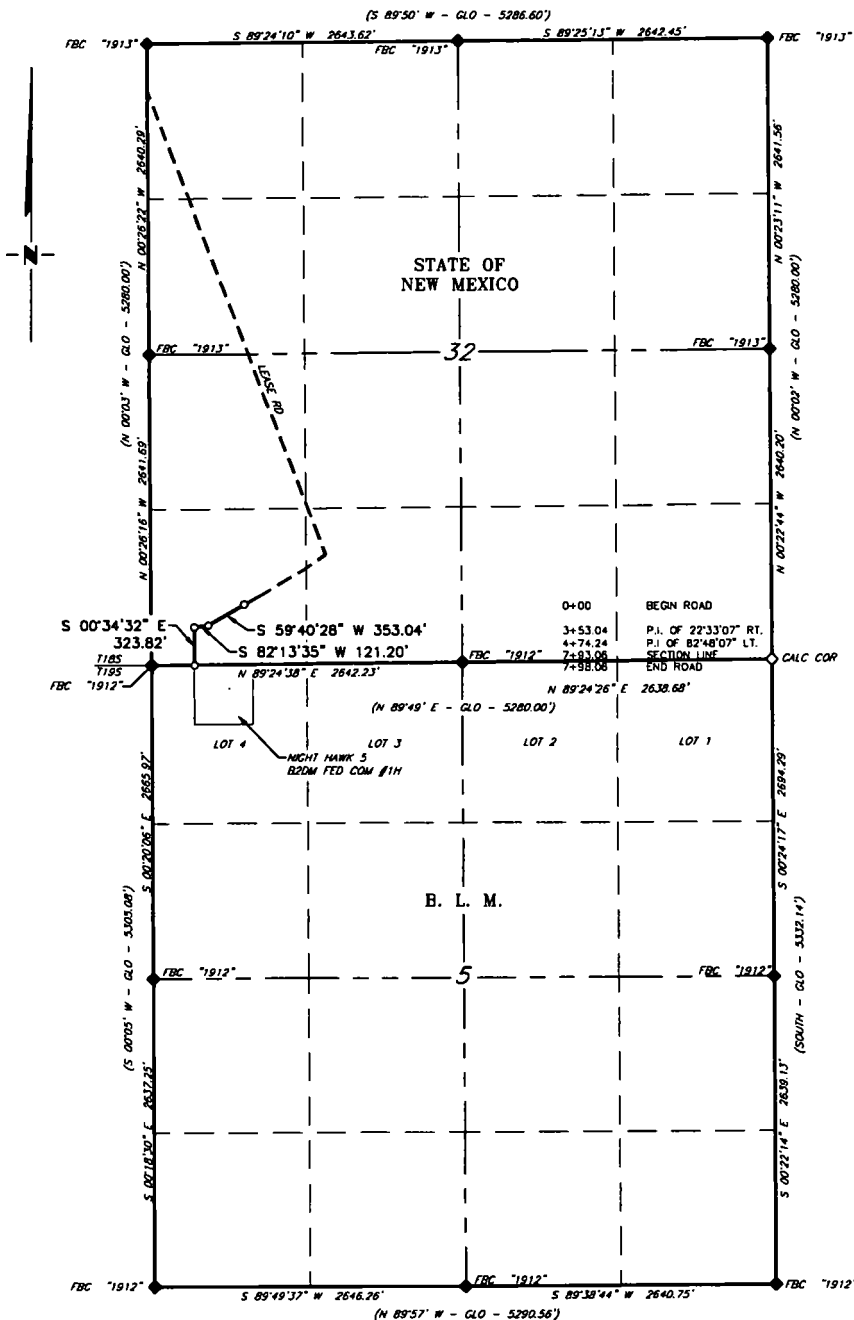 (S 89°50' W - GLO - 5286.60')
S 89°24'10" W 2643.62'
S 89°25'13" W 2642.45'
FBC "1913"
FBC "1913"
FBC "1913"
N 00°26'22" W 2640.29'
N 00°23'11" W 2641.56'
N
(N 00°03' W - GLO - 5280.00')
STATE OF
NEW MEXICO
(N 00°02' W - GLO - 5280.00')
FBC "1913"
32
FBC "1913"
LEASE RD
N 00°26'16" W 2641.69'
N 00°22'44" W 2640.20'
0+00 BEGIN ROAD
3+53.04 P.I. OF 22°33'07" RT.
4+74.24 P.I OF 82°48'07" LT.
7+93.06 SECTION LINE
7+98.06 END ROAD
S 00°34'32" E
323.82'
S 59°40'28" W 353.04'
S 82°13'35" W 121.20'
T18S
T19S
FBC "1912"
FBC "1912"
CALC COR
N 89°24'38" E 2642.23'
N 89°24'26" E 2638.68'
(N 89°49' E - GLO - 5280.00')
LOT 4
LOT 3
LOT 2
LOT 1
NIGHT HAWK 5
B2DM FED COM #1H
S 00°20'06" E 2665.97'
S 00°24'17" E 2694.29'
(S 00°05' W - GLO - 5305.08')
B. L. M.
(SOUTH - GLO - 5332.14')
FBC "1912"
5
FBC "1912"
S 00°18'30" E 2637.25'
S 00°22'14" E 2639.13'
FBC "1912"
FBC "1912"
FBC "1912"
S 89°49'37" W 2646.26'
S 89°38'44" W 2640.75'
(N 89°57' W - GLO - 5290.56')